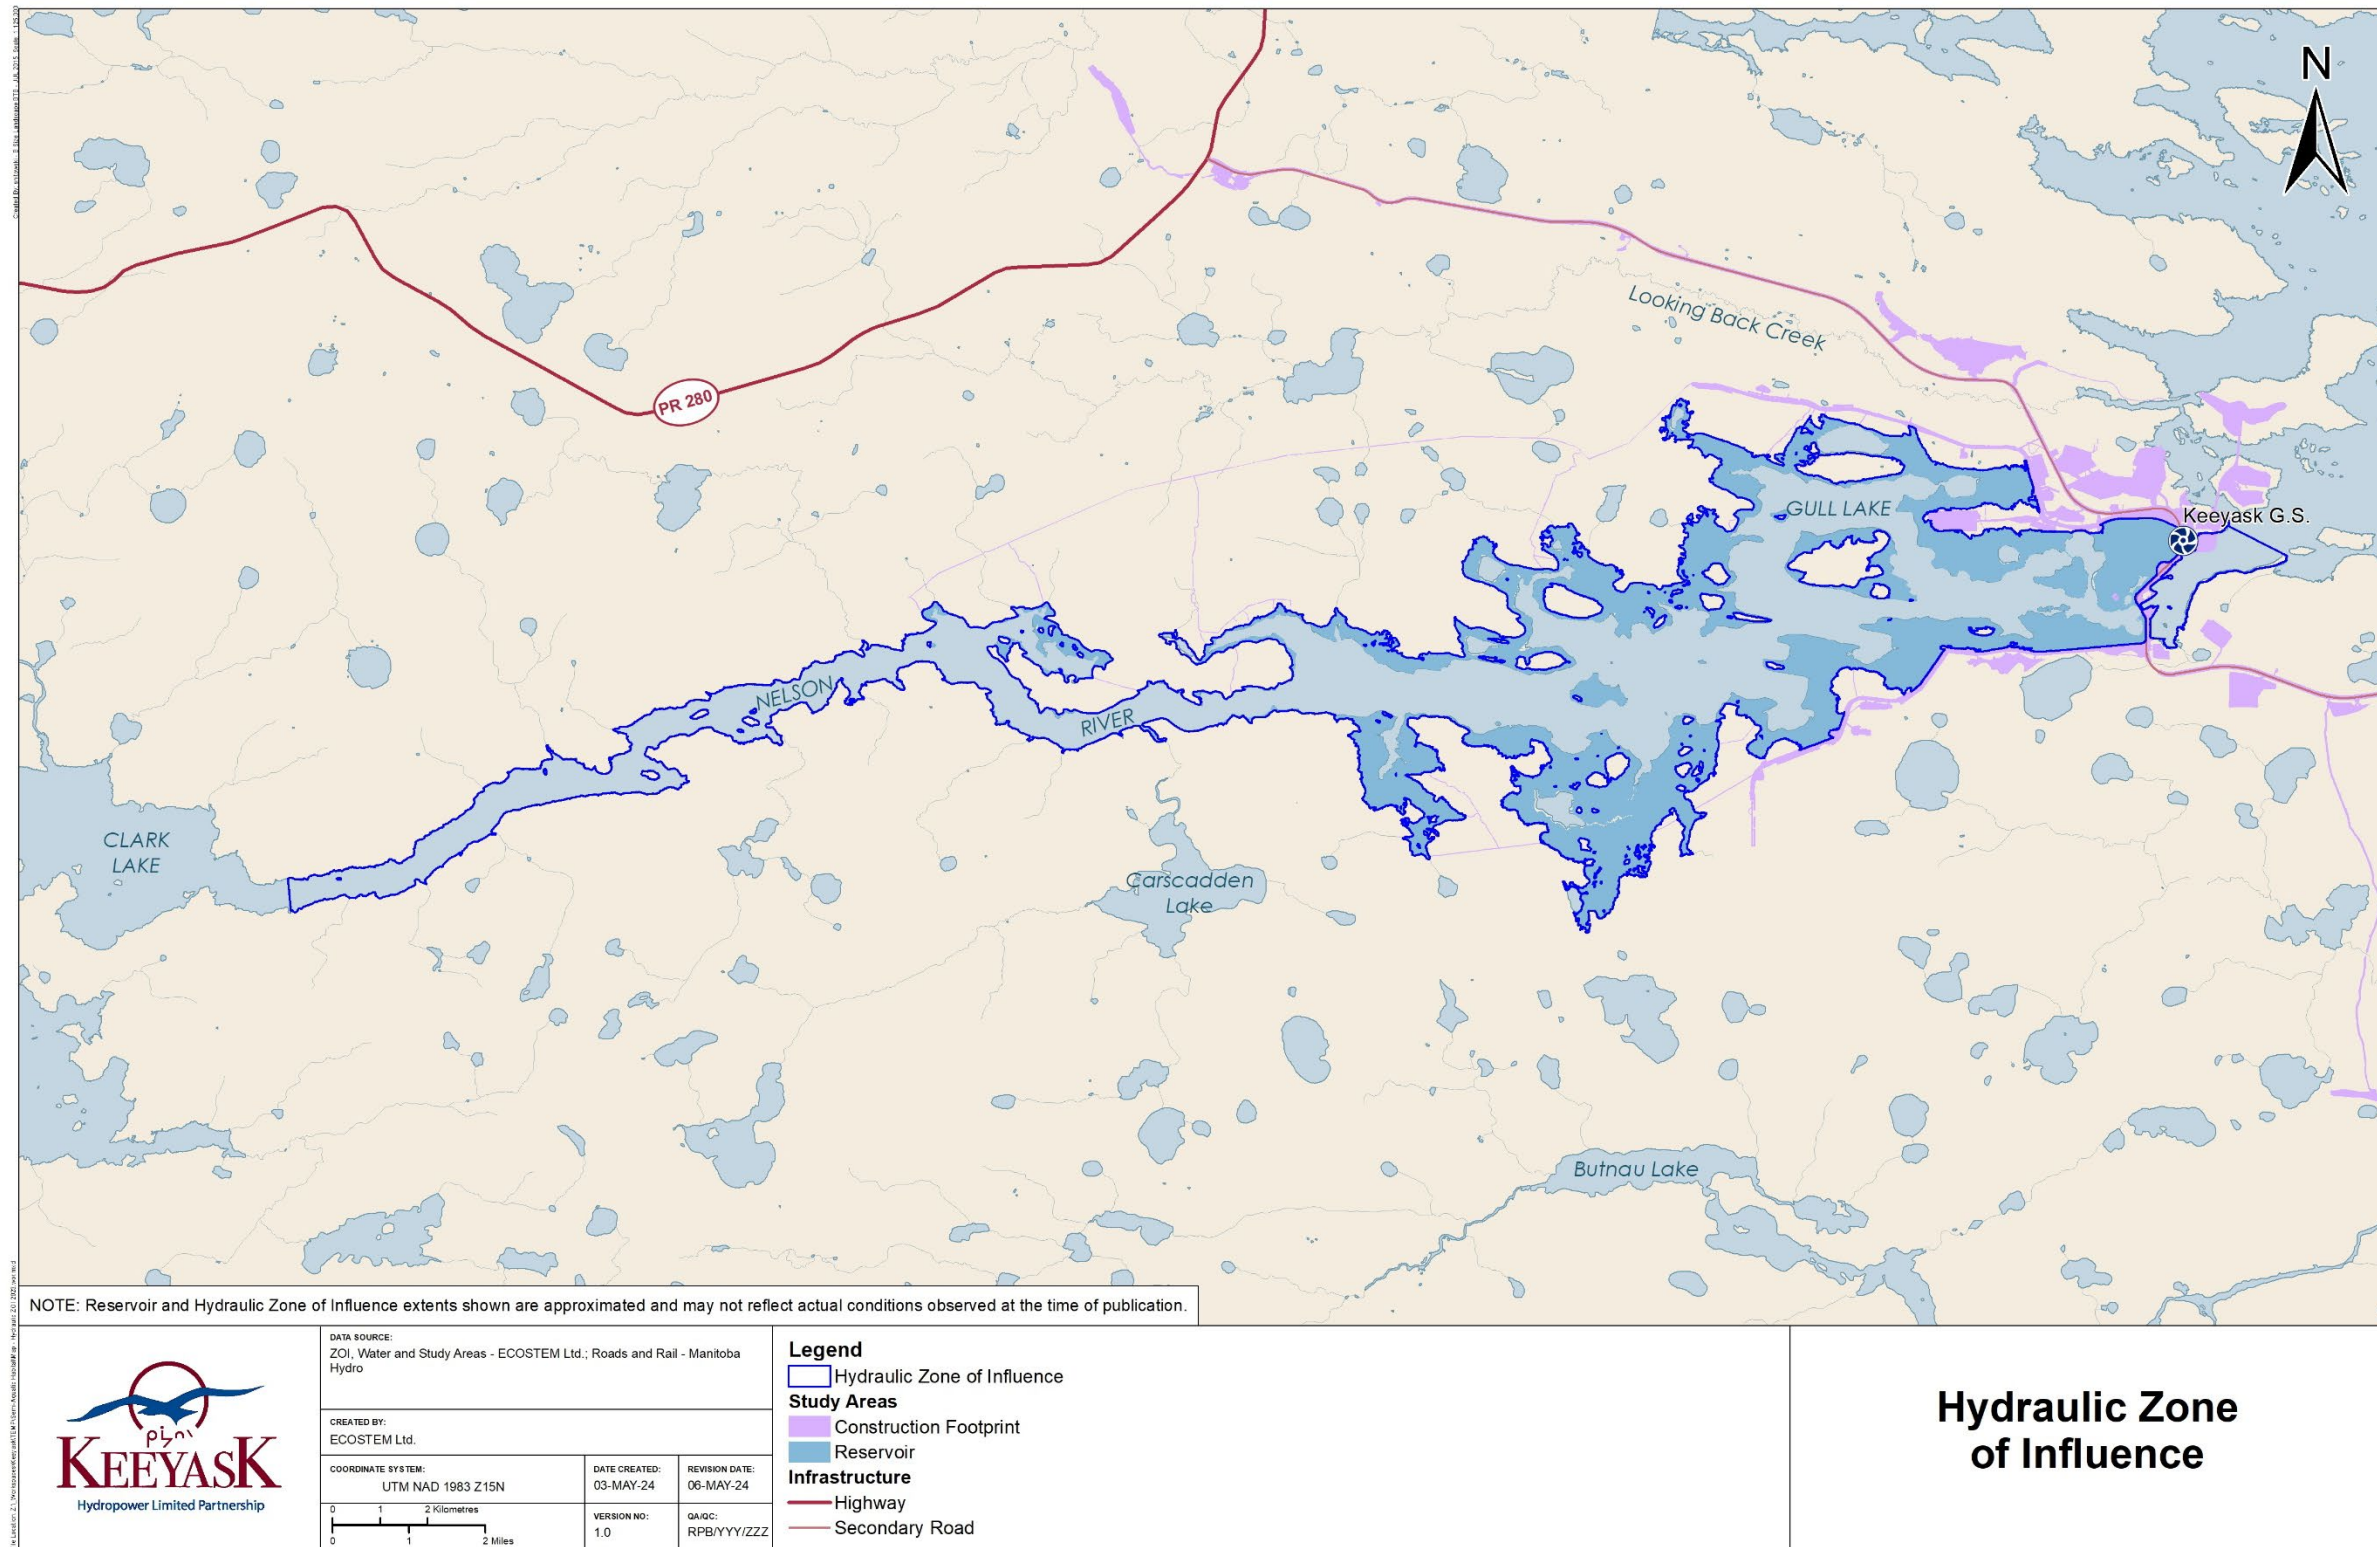 N
PR 280
Looking Back Creek
GULL LAKE
Keeyask G.S.
NELSON
RIVER
CLARK
LAKE
Carscadden
Lake
Butnau Lake
NOTE: Reservoir and Hydraulic Zone of Influence extents shown are approximated and may not reflect actual conditions observed at the time of publication.
KEEYASK
Hydropower Limited Partnership
DATA SOURCE:
ZOI, Water and Study Areas - ECOSTEM Ltd.; Roads and Rail - Manitoba
Hydro
CREATED BY:
ECOSTEM Ltd.
COORDINATE SYSTEM:
UTM NAD 1983 Z15N
DATE CREATED:
03-MAY-24
REVISION DATE:
06-MAY-24
0 1 2 Kilometres
0 1 2 Miles
VERSION NO:
1.0
QA/QC:
RPB/YYY/ZZZ
Legend
Hydraulic Zone of Influence
Study Areas
Construction Footprint
Reservoir
Infrastructure
Highway
Secondary Road
Hydraulic Zone
of Influence